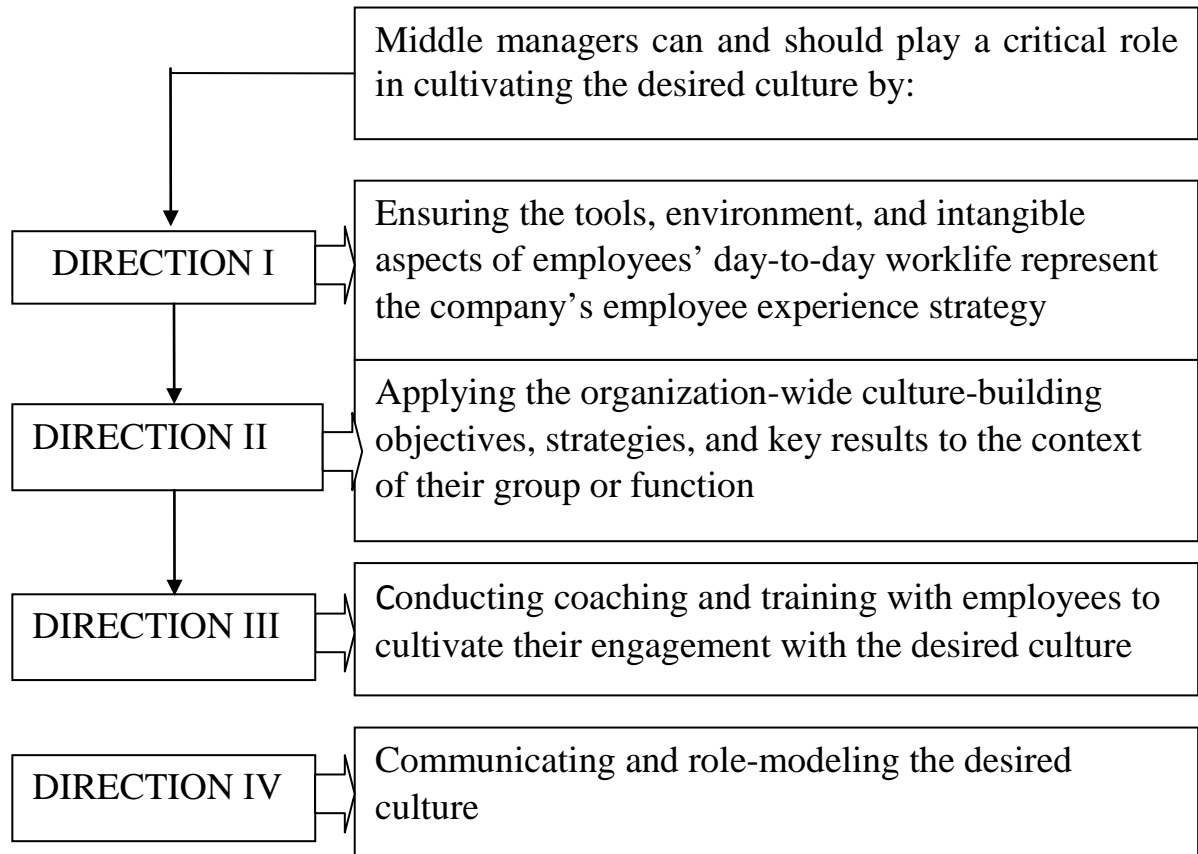 Middle managers can and should play a critical role
in cultivating the desired culture by:
DIRECTION I
Ensuring the tools, environment, and intangible
aspects of employees’ day-to-day worklife represent
the company’s employee experience strategy
DIRECTION II
Applying the organization-wide culture-building
objectives, strategies, and key results to the context
of their group or function
DIRECTION III
Conducting coaching and training with employees to
cultivate their engagement with the desired culture
DIRECTION IV
Communicating and role-modeling the desired
culture